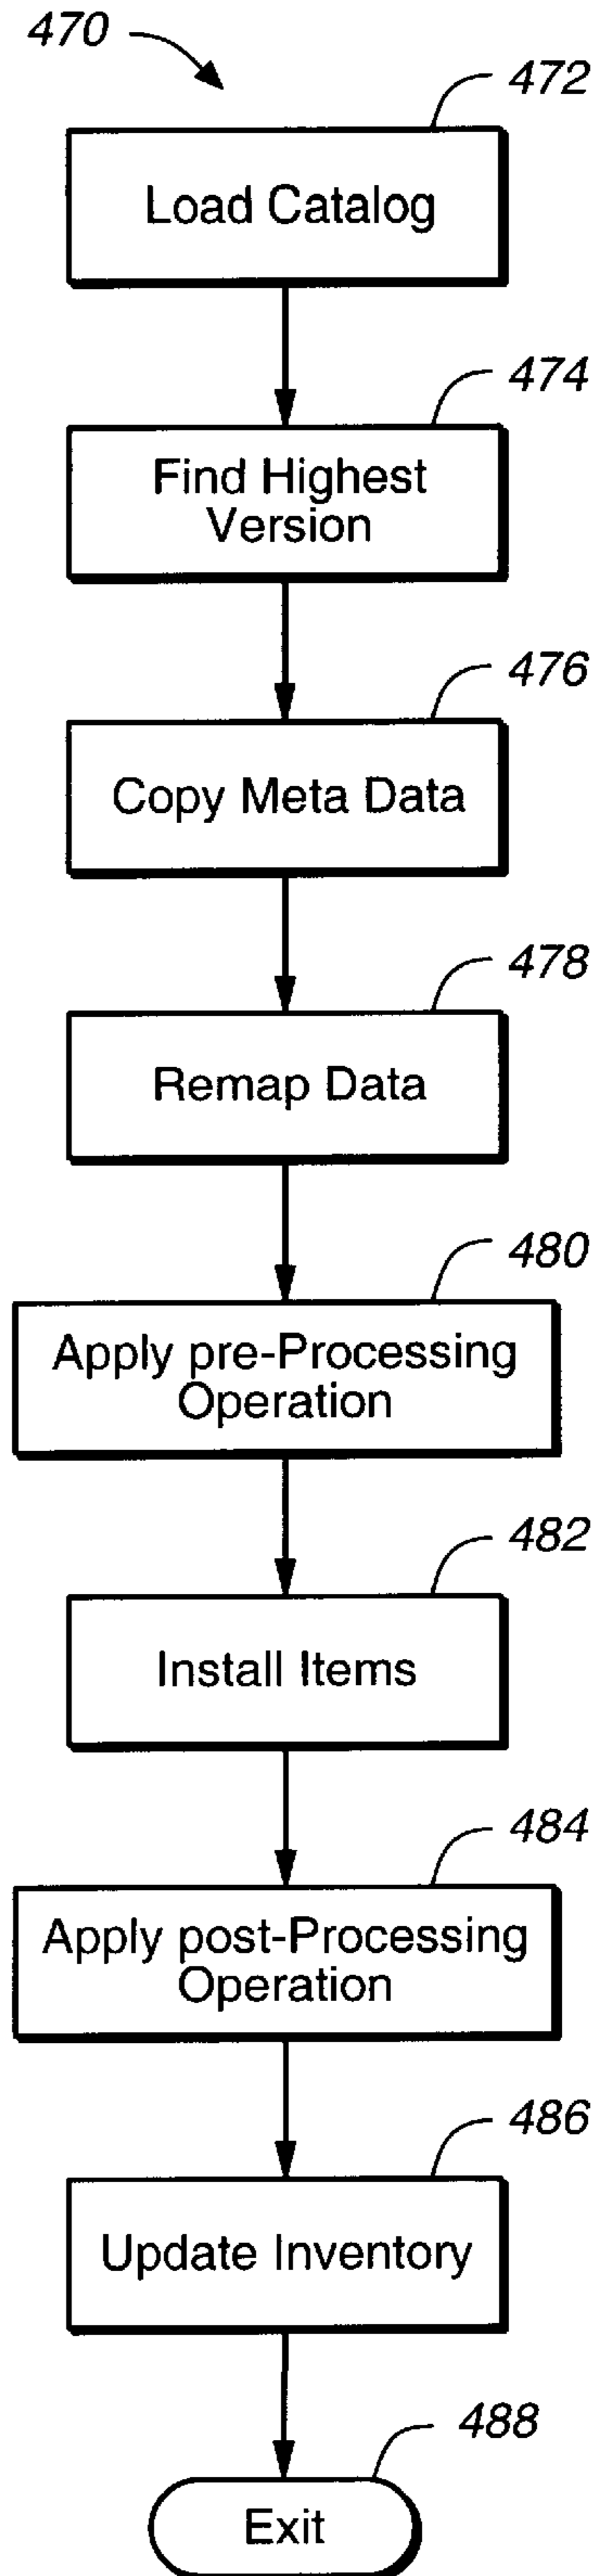 470
472
Load Catalog
474
Find Highest
Version
476
Copy Meta Data
478
Remap Data
480
Apply pre-Processing
Operation
482
Install Items
484
Apply post-Processing
Operation
486
Update Inventory
488
Exit